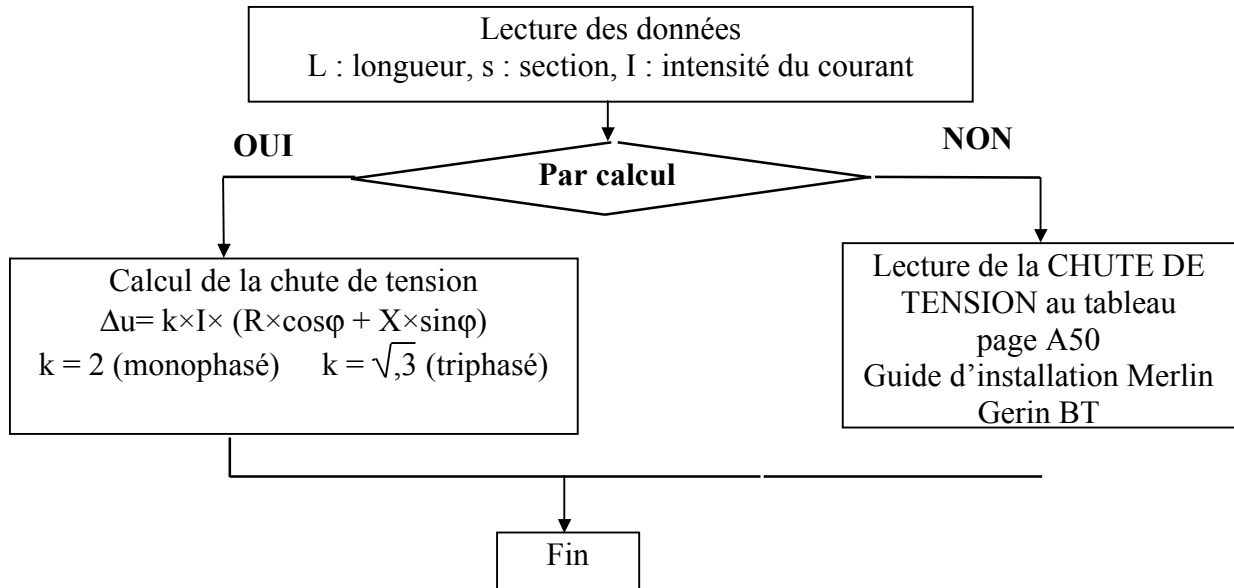 Lecture des données
L : longueur, s : section, I : intensité du courant
OUI
NON
Par calcul
Calcul de la chute de tension
Δu= k×I× (R×cosφ + X×sinφ)
k = 2 (monophasé) k = √,3 (triphasé)
Lecture de la CHUTE DE
TENSION au tableau
page A50
Guide d’installation Merlin
Gerin BT
Fin